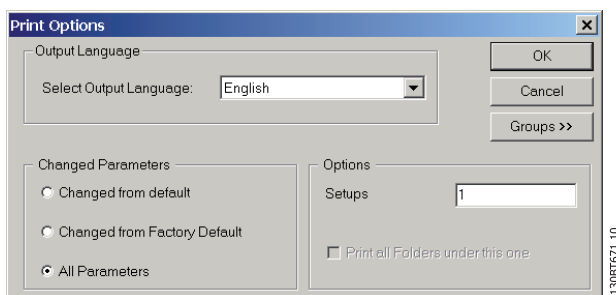 Print Options
Output Language
Select Output Language: English
OK
Cancel
Groups >>
Changed Parameters
Changed from default
Changed from Factory Default
All Parameters
Options
Setups 1
Print all Folders under this one
130BT671.10